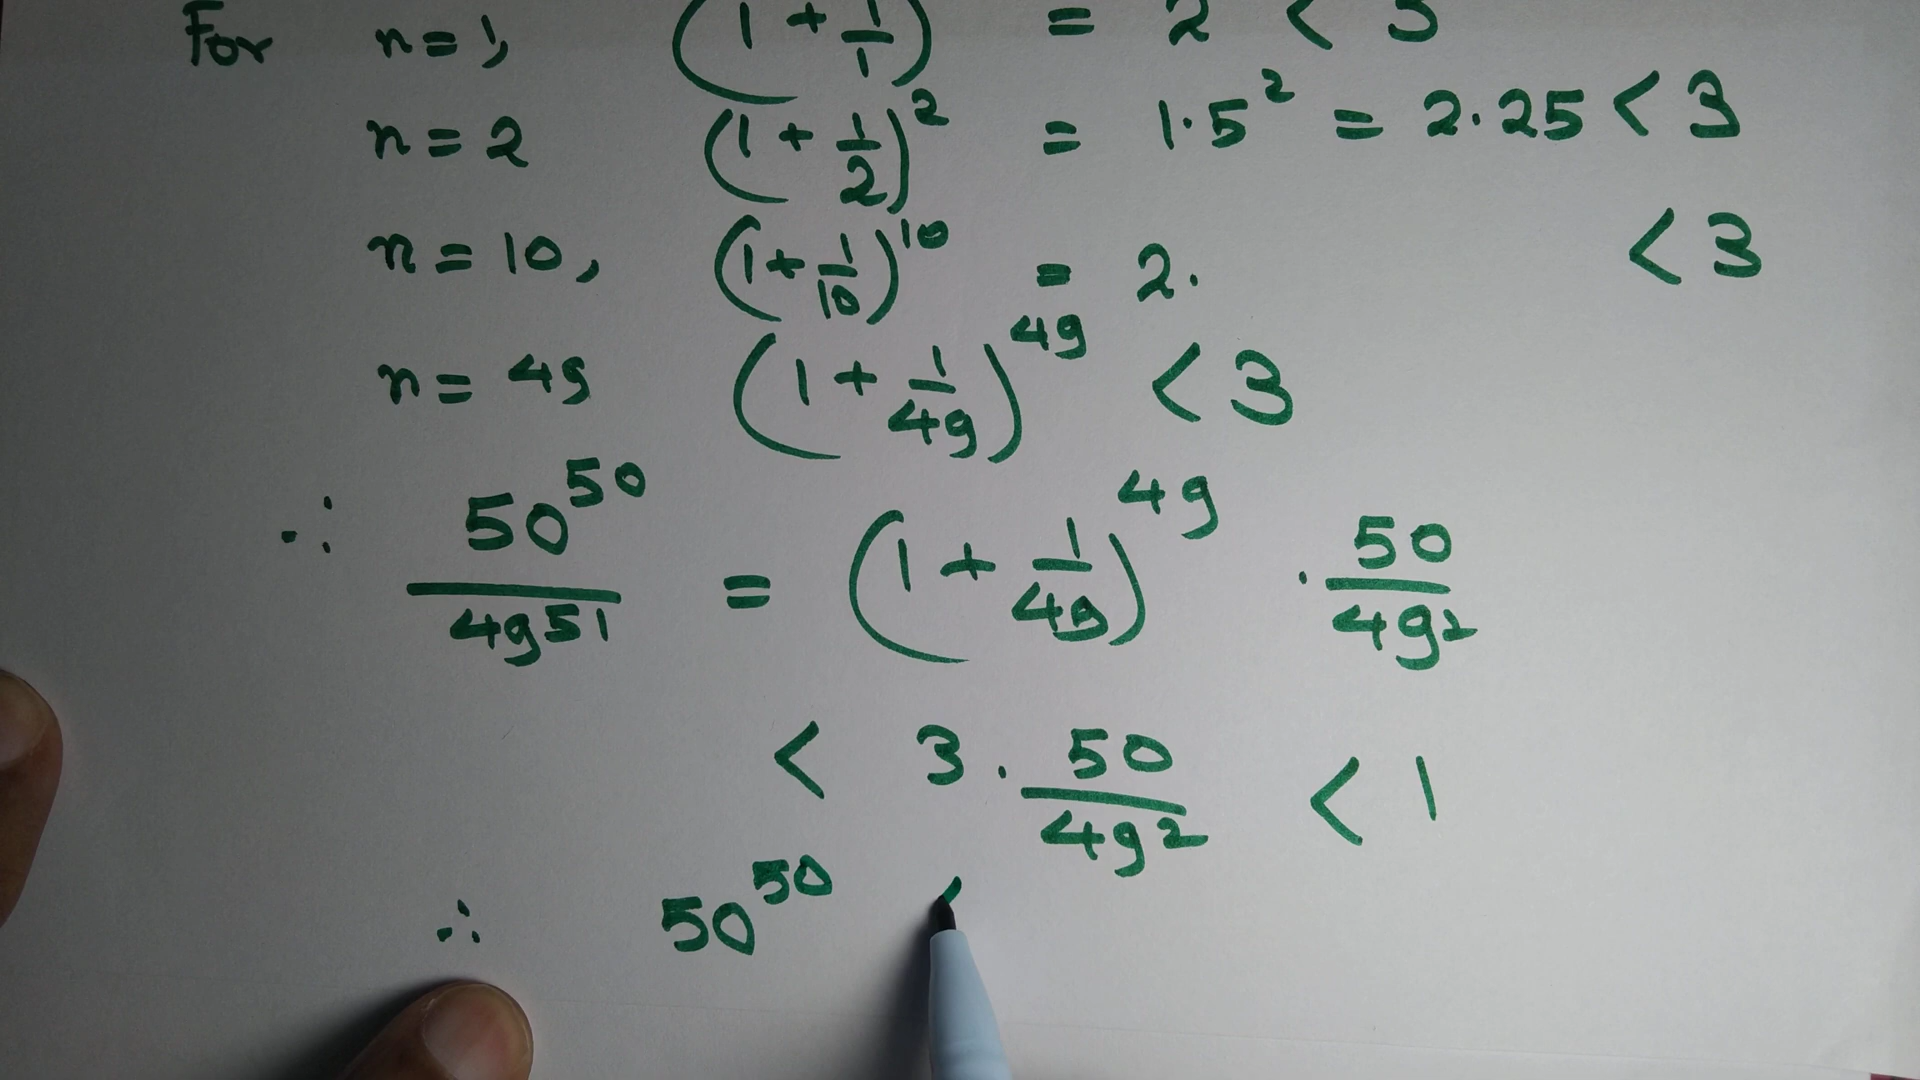 For n=1, (1 + 1/1) = 2 < 3
n=2 (1 + 1/2)^2 = 1.5^2 = 2.25 < 3
n=10, (1 + 1/10)^10 = 2. < 3
n=49 (1 + 1/49)^49 < 3
∴ 50^50/49^51 = (1 + 1/49)^49 · 50/49^2
< 3 · 50/49^2 < 1
∴ 50^50 <